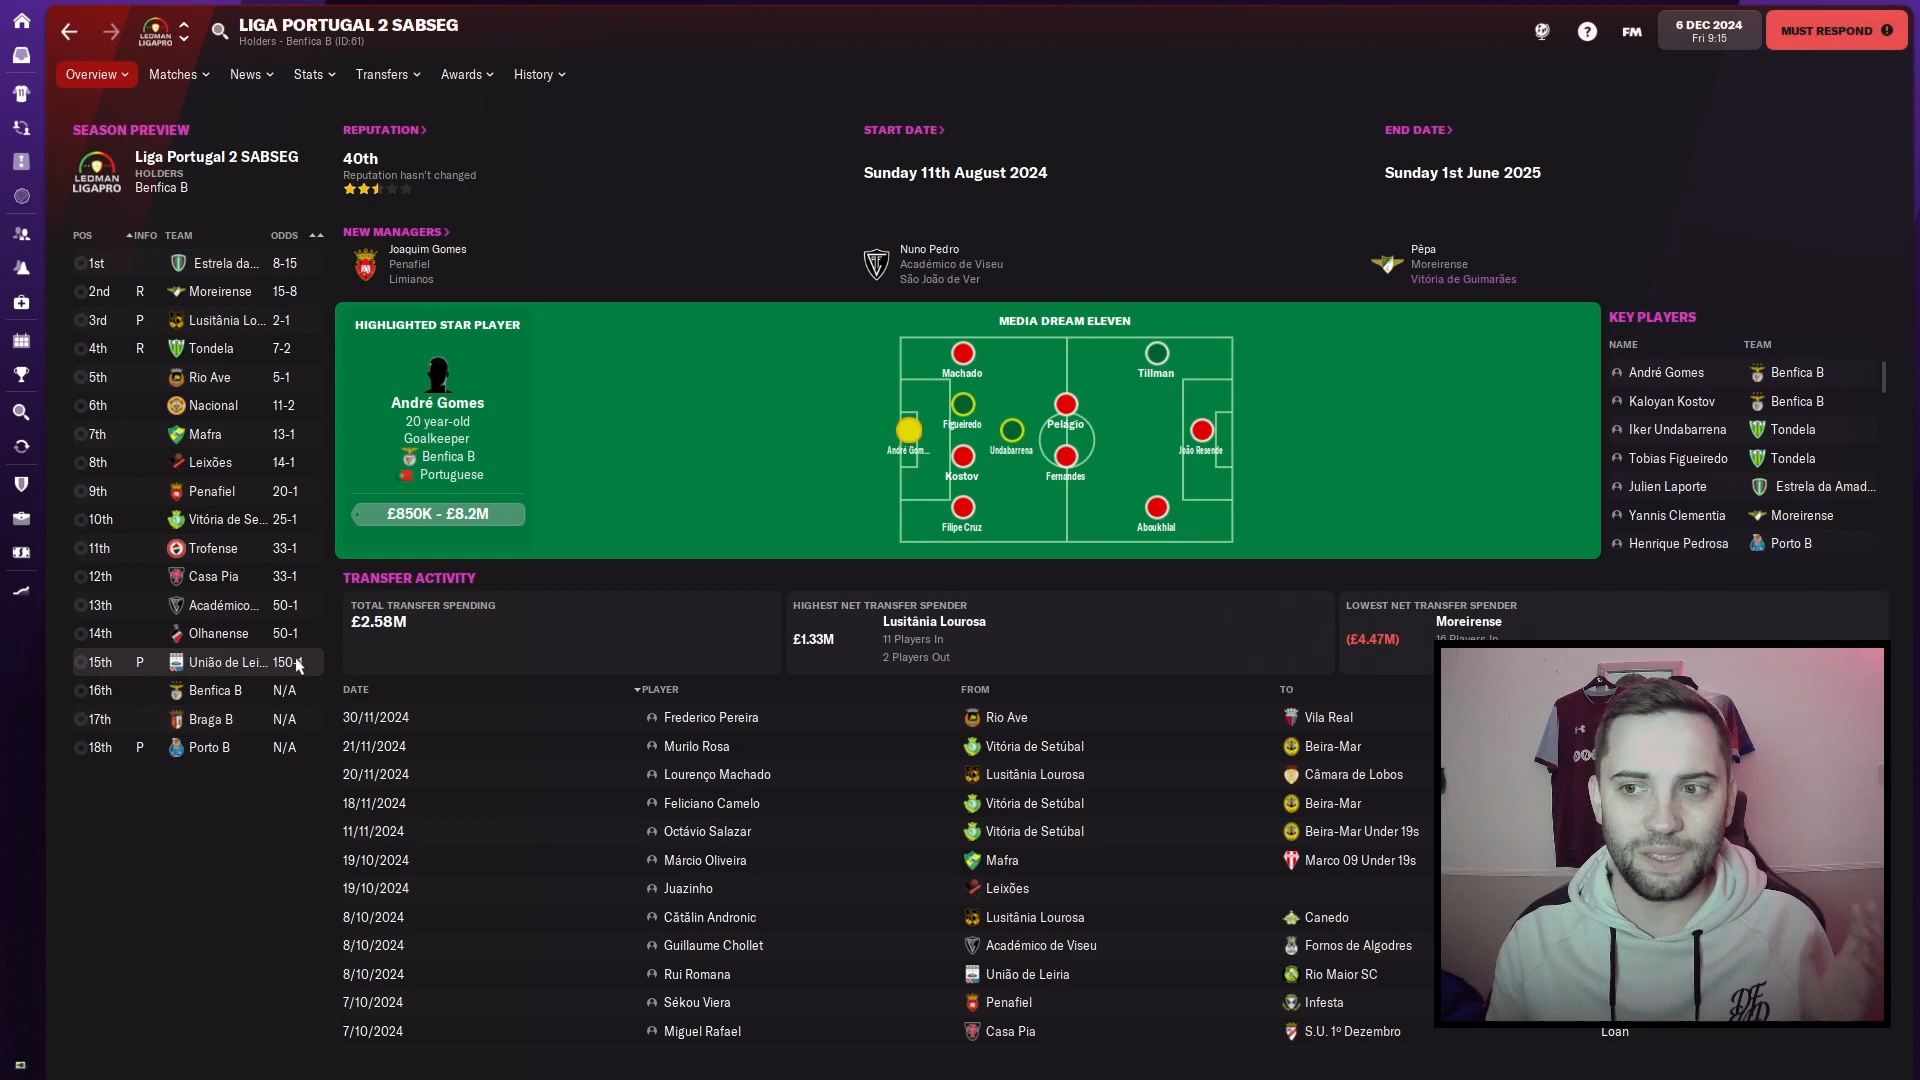 LIGA PORTUGAL 2 SABSEG
Holders - Benfica B (ID:61)
LEDMAN
LIGAPRO
FM
6 DEC 2024
Fri 9:15
MUST RESPOND
Overview
Matches
News
Stats
Transfers
Awards
History
SEASON PREVIEW
LEDMAN
LIGAPRO
Liga Portugal 2 SABSEG
HOLDERS
Benfica B
REPUTATION
40th
Reputation hasn't changed
START DATE
Sunday 11th August 2024
END DATE
Sunday 1st June 2025
NEW MANAGERS
Joaquim Gomes
Penafiel
Limianos
Nuno Pedro
Académico de Viseu
São João de Ver
Pêpa
Moreirense
Vitória de Guimarães
POS INFO TEAM ODDS
1st Estrela da... 8-15
2nd R Moreirense 15-8
3rd P Lusitânia Lo... 2-1
4th R Tondela 7-2
5th Rio Ave 5-1
6th Nacional 11-2
7th Mafra 13-1
8th Leixões 14-1
9th Penafiel 20-1
10th Vitória de Se... 25-1
11th Trofense 33-1
12th Casa Pia 33-1
13th Académico... 50-1
14th Olhanense 50-1
15th P União de Lei... 150-1
16th Benfica B N/A
17th Braga B N/A
18th P Porto B N/A
HIGHLIGHTED STAR PLAYER
André Gomes
20 year-old
Goalkeeper
Benfica B
Portuguese
£850K - £8.2M
MEDIA DREAM ELEVEN
Machado
Tillman
Figueiredo
Pelágio
André Gom...
Undabarrena
João Resende
Kostov
Fernandes
Filipe Cruz
Aboukhlal
KEY PLAYERS
NAME TEAM
André Gomes Benfica B
Kaloyan Kostov Benfica B
Iker Undabarrena Tondela
Tobias Figueiredo Tondela
Julien Laporte Estrela da Amad...
Yannis Clementia Moreirense
Henrique Pedrosa Porto B
TRANSFER ACTIVITY
TOTAL TRANSFER SPENDING
£2.58M
HIGHEST NET TRANSFER SPENDER
£1.33M
Lusitânia Lourosa
11 Players In
2 Players Out
LOWEST NET TRANSFER SPENDER
(£4.47M)
Moreirense
16 Players In
DATE PLAYER FROM TO
30/11/2024 Frederico Pereira Rio Ave Vila Real
21/11/2024 Murilo Rosa Vitória de Setúbal Beira-Mar
20/11/2024 Lourenço Machado Lusitânia Lourosa Câmara de Lobos
18/11/2024 Feliciano Camelo Vitória de Setúbal Beira-Mar
11/11/2024 Octávio Salazar Vitória de Setúbal Beira-Mar Under 19s
19/10/2024 Márcio Oliveira Mafra Marco 09 Under 19s
19/10/2024 Juazinho Leixões
8/10/2024 Cătălin Andronic Lusitânia Lourosa Canedo
8/10/2024 Guillaume Chollet Académico de Viseu Fornos de Algodres
8/10/2024 Rui Romana União de Leiria Rio Maior SC
7/10/2024 Sékou Viera Penafiel Infesta
7/10/2024 Miguel Rafael Casa Pia S.U. 1º Dezembro Loan